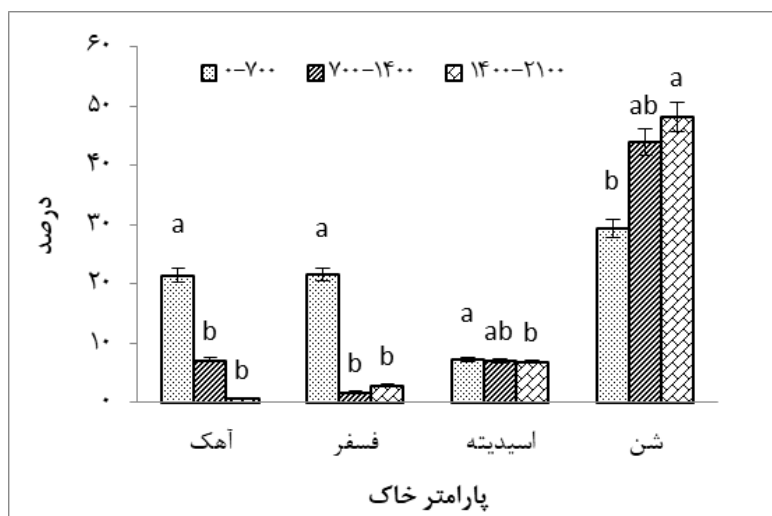 ۶۰
۵۰
۴۰
۳۰
۲۰
۱۰
۰
درصد
۰-۷۰۰ ۷۰۰-۱۴۰۰ ۱۴۰۰-۲۱۰۰
a b b
a b b
a ab b
b ab a
آهک فسفر اسیدیته شن
پارامتر خاک